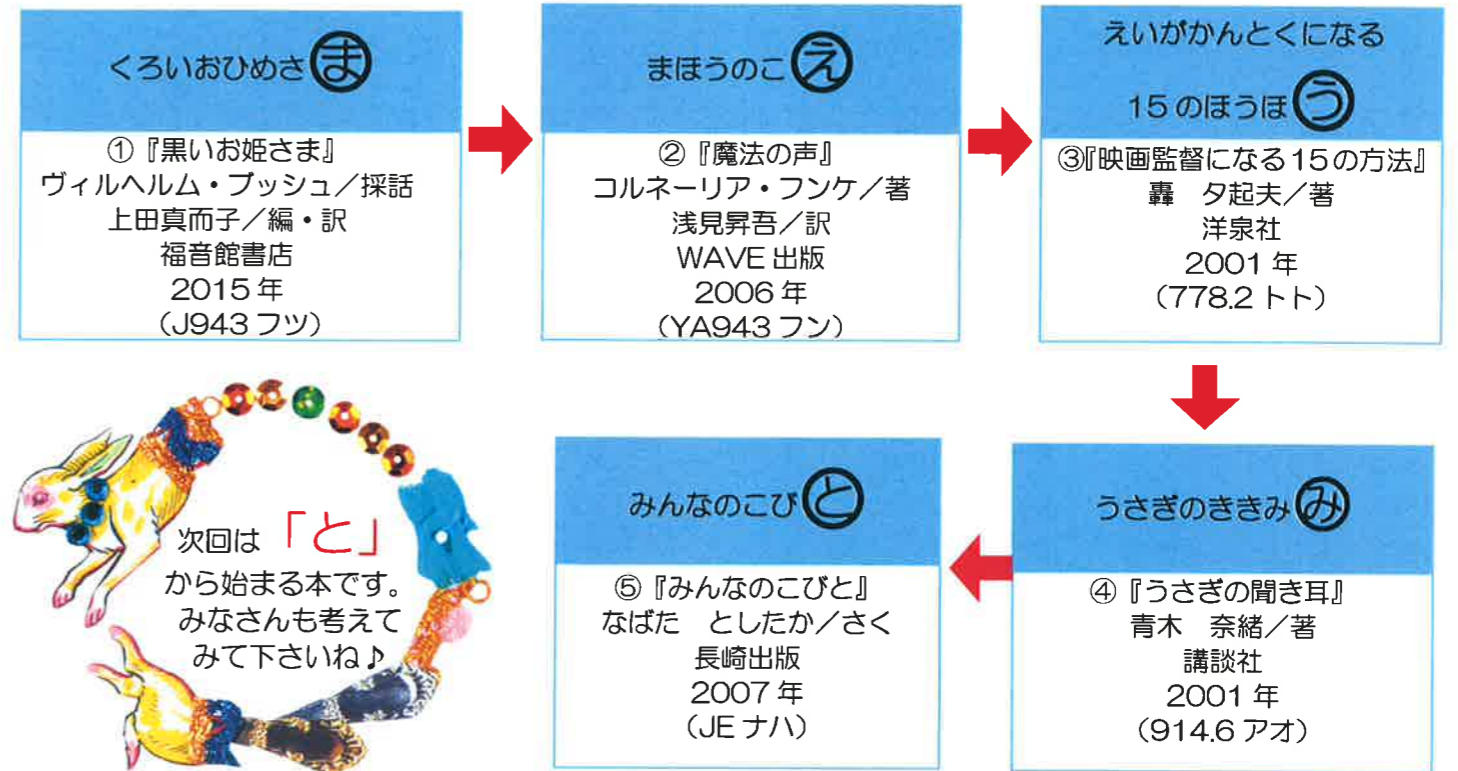 くろいおひめさま
①『黒いお姫さま』
ヴィルヘルム・ブッシュ／採話
上田真而子／編・訳
福音館書店
2015年
（J943フツ）
まほうのこえ
②『魔法の声』
コルネーリア・フンケ／著
浅見昇吾／訳
WAVE出版
2006年
（YA943フン）
えいがかんとくになる
15のほうほう
③『映画監督になる15の方法』
轟　夕起夫／著
洋泉社
2001年
（778.2トト）
うさぎのききみみ
④『うさぎの聞き耳』
青木　奈緒／著
講談社
2001年
（914.6アオ）
みんなのこびと
⑤『みんなのこびと』
なばた　としたか／さく
長崎出版
2007年
（JEナハ）
次回は「と」
から始まる本です。
みなさんも考えて
みて下さいね♪